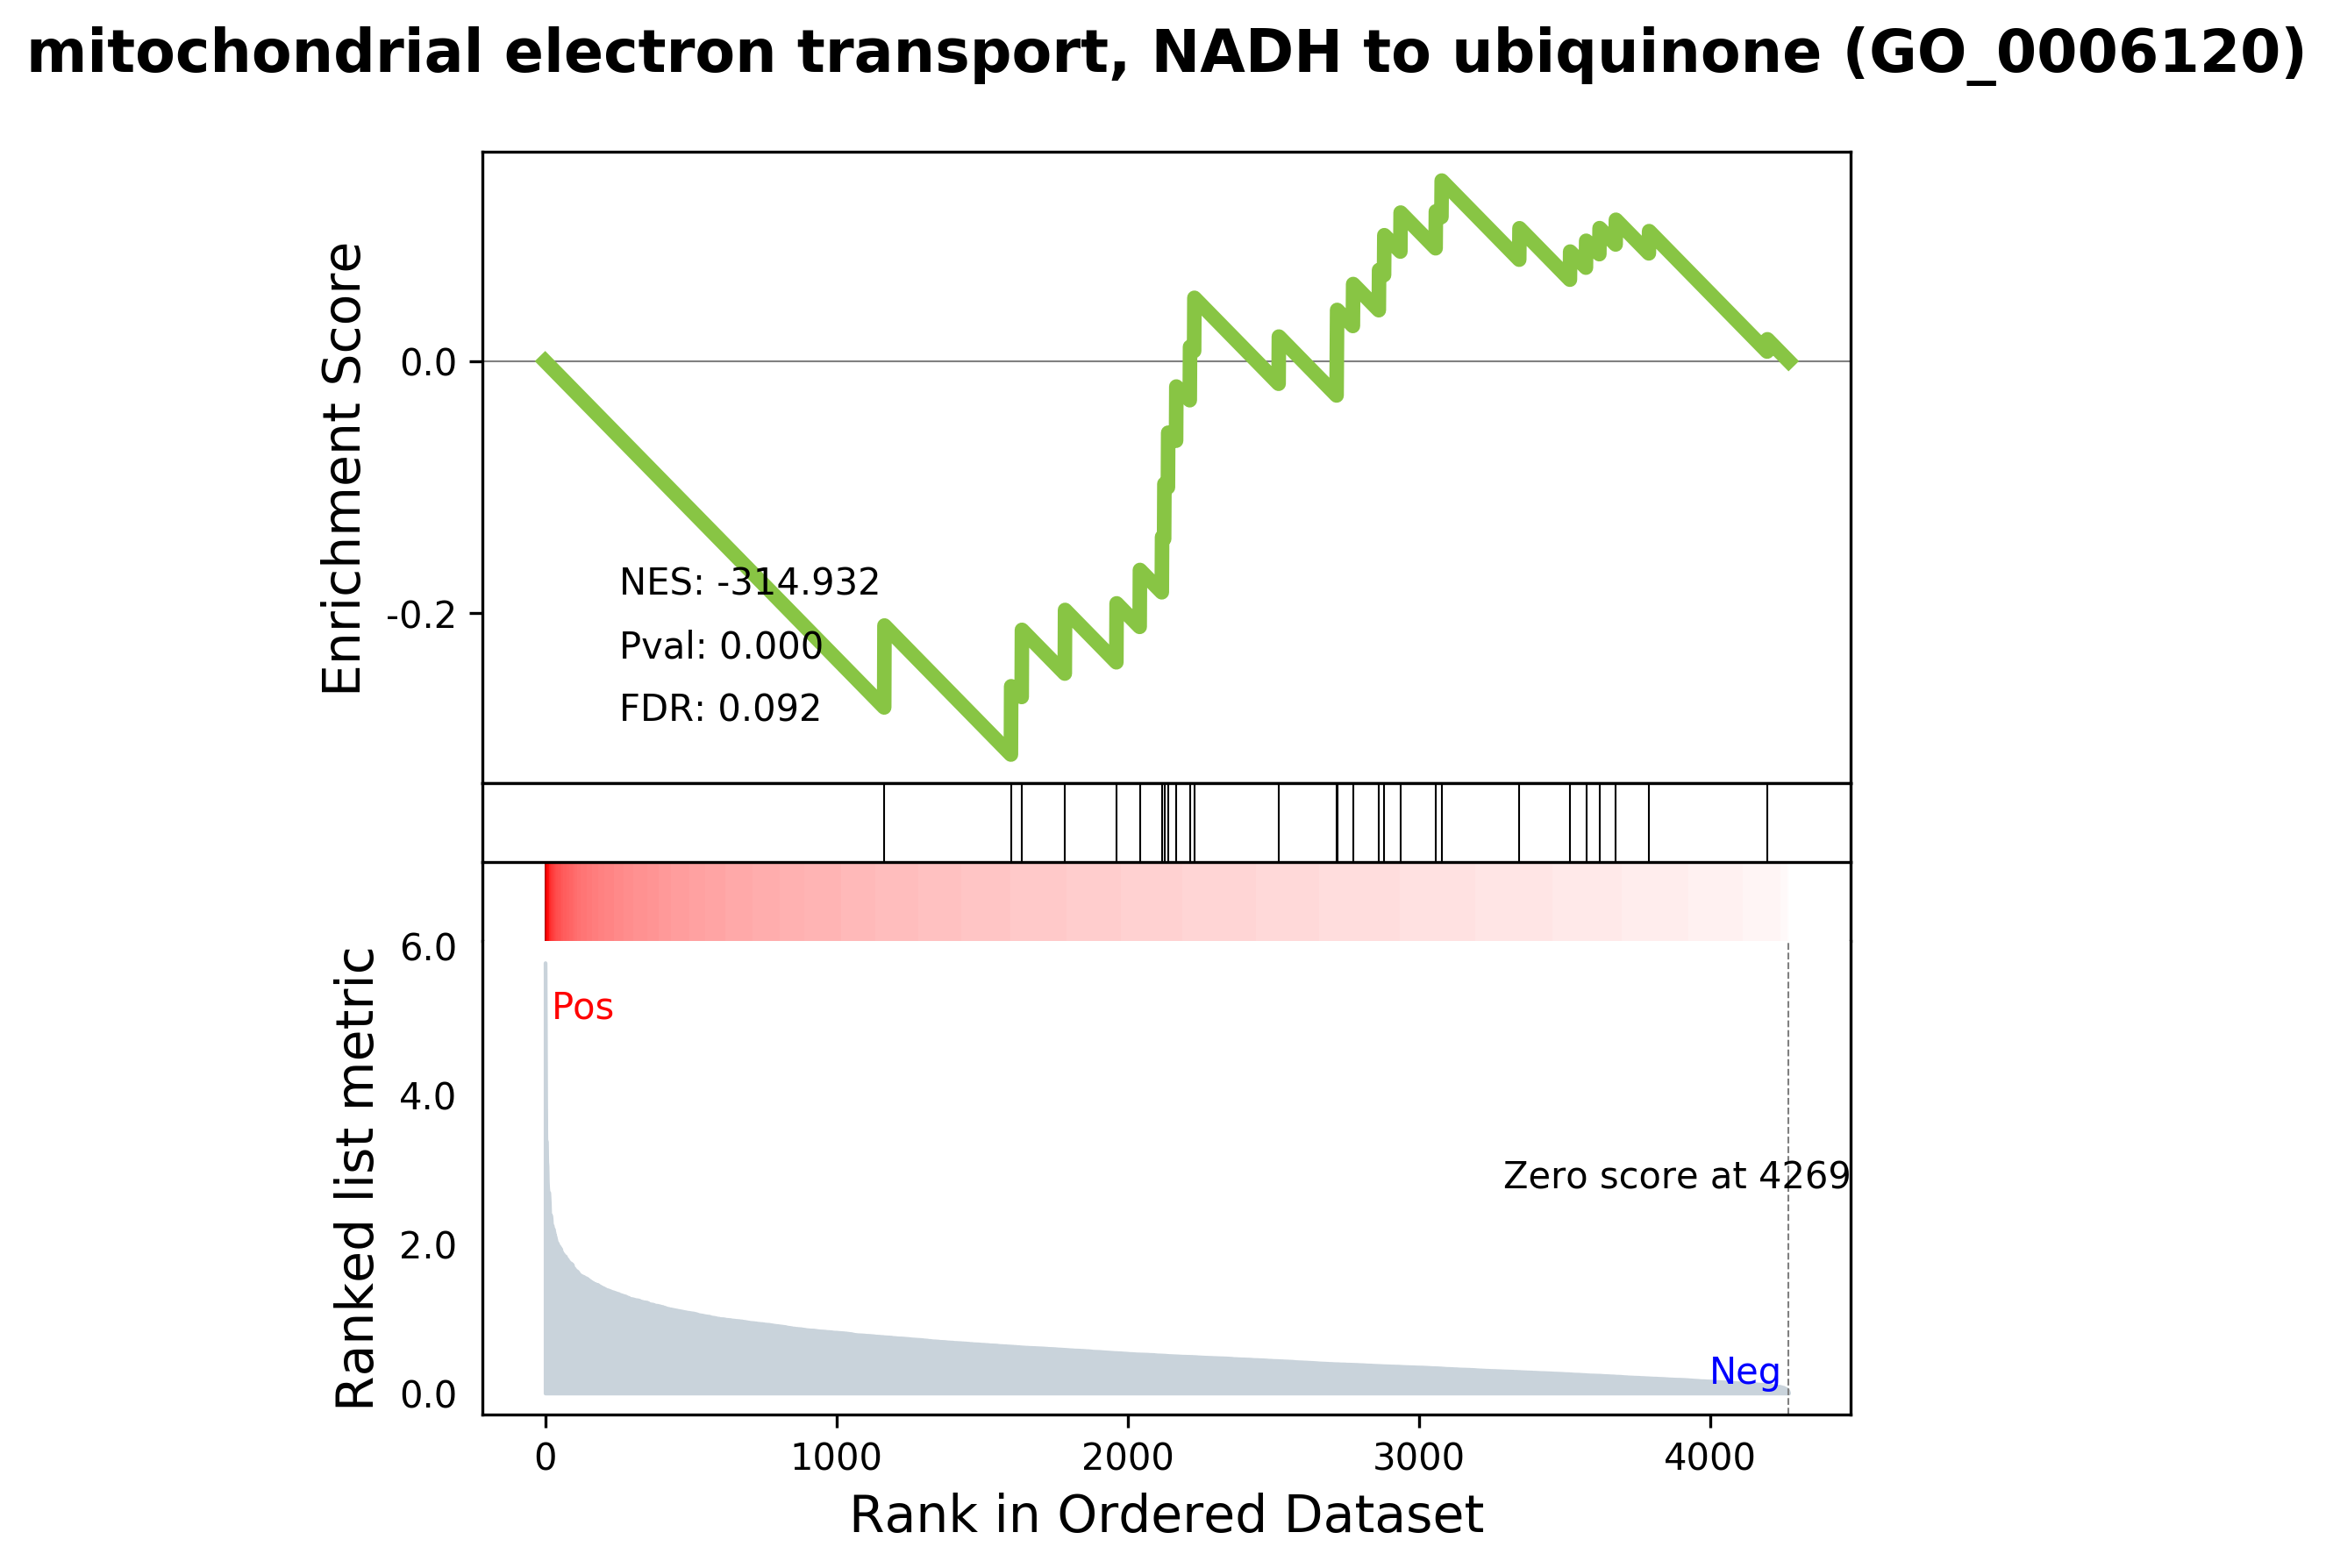 mitochondrial electron transport, NADH to ubiquinone (GO_0006120)
Enrichment Score
0.0
-0.2
NES: -314.932
Pval: 0.000
FDR: 0.092
Ranked list metric
6.0
4.0
2.0
0.0
Pos
Zero score at 4269
Neg
0 1000 2000 3000 4000
Rank in Ordered Dataset